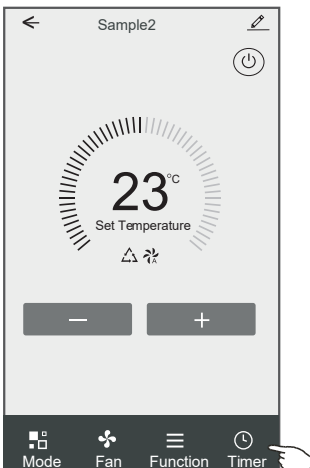 Sample2
23°C
Set Temperature
A
Mode Fan Function Timer